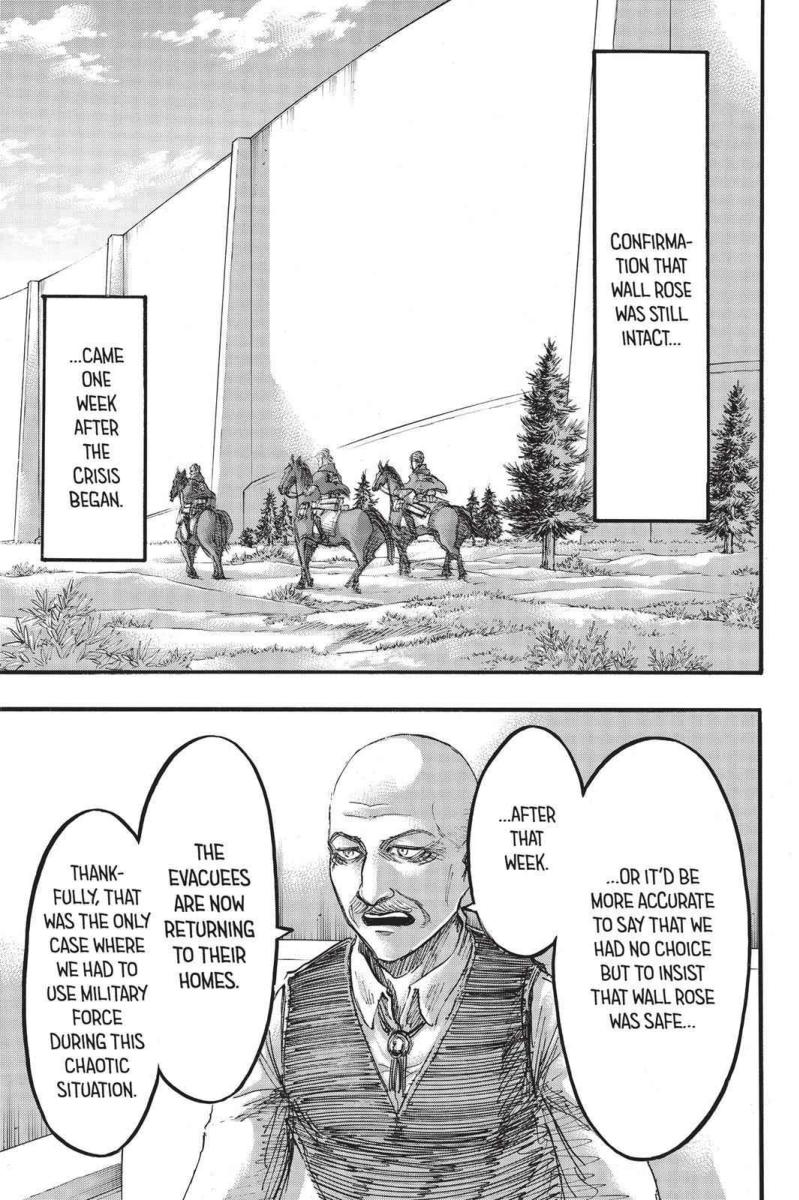 CONFIRMA-
TION THAT
WALL ROSE
WAS STILL
INTACT...
...CAME
ONE
WEEK
AFTER
THE
CRISIS
BEGAN.
...OR IT'D BE
MORE ACCURATE
TO SAY THAT WE
HAD NO CHOICE
BUT TO INSIST
THAT WALL ROSE
WAS SAFE...
...AFTER
THAT
WEEK.
THE
EVACUEES
ARE NOW
RETURNING
TO THEIR
HOMES.
THANK-
FULLY, THAT
WAS THE ONLY
CASE WHERE
WE HAD TO
USE MILITARY
FORCE
DURING THIS
CHAOTIC
SITUATION.